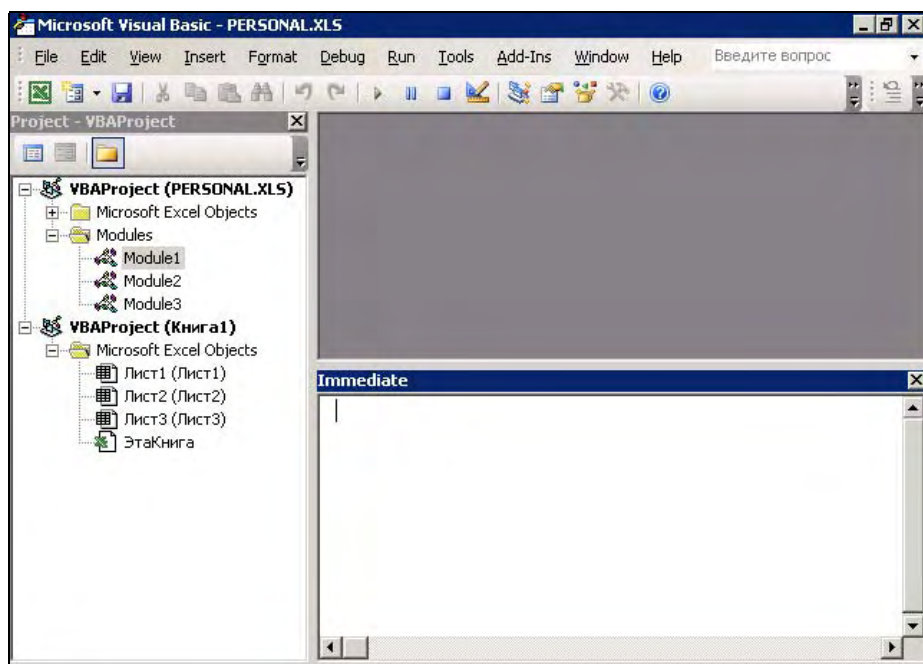 Microsoft Visual Basic - PERSONAL.XLS
File Edit View Insert Format Debug Run Tools Add-Ins Window Help Введите вопрос
Project - VBAProject
VBAProject (PERSONAL.XLS)
Microsoft Excel Objects
Modules
Module1
Module2
Module3
VBAProject (Книга1)
Microsoft Excel Objects
Лист1 (Лист1)
Лист2 (Лист2)
Лист3 (Лист3)
ЭтаКнига
Immediate